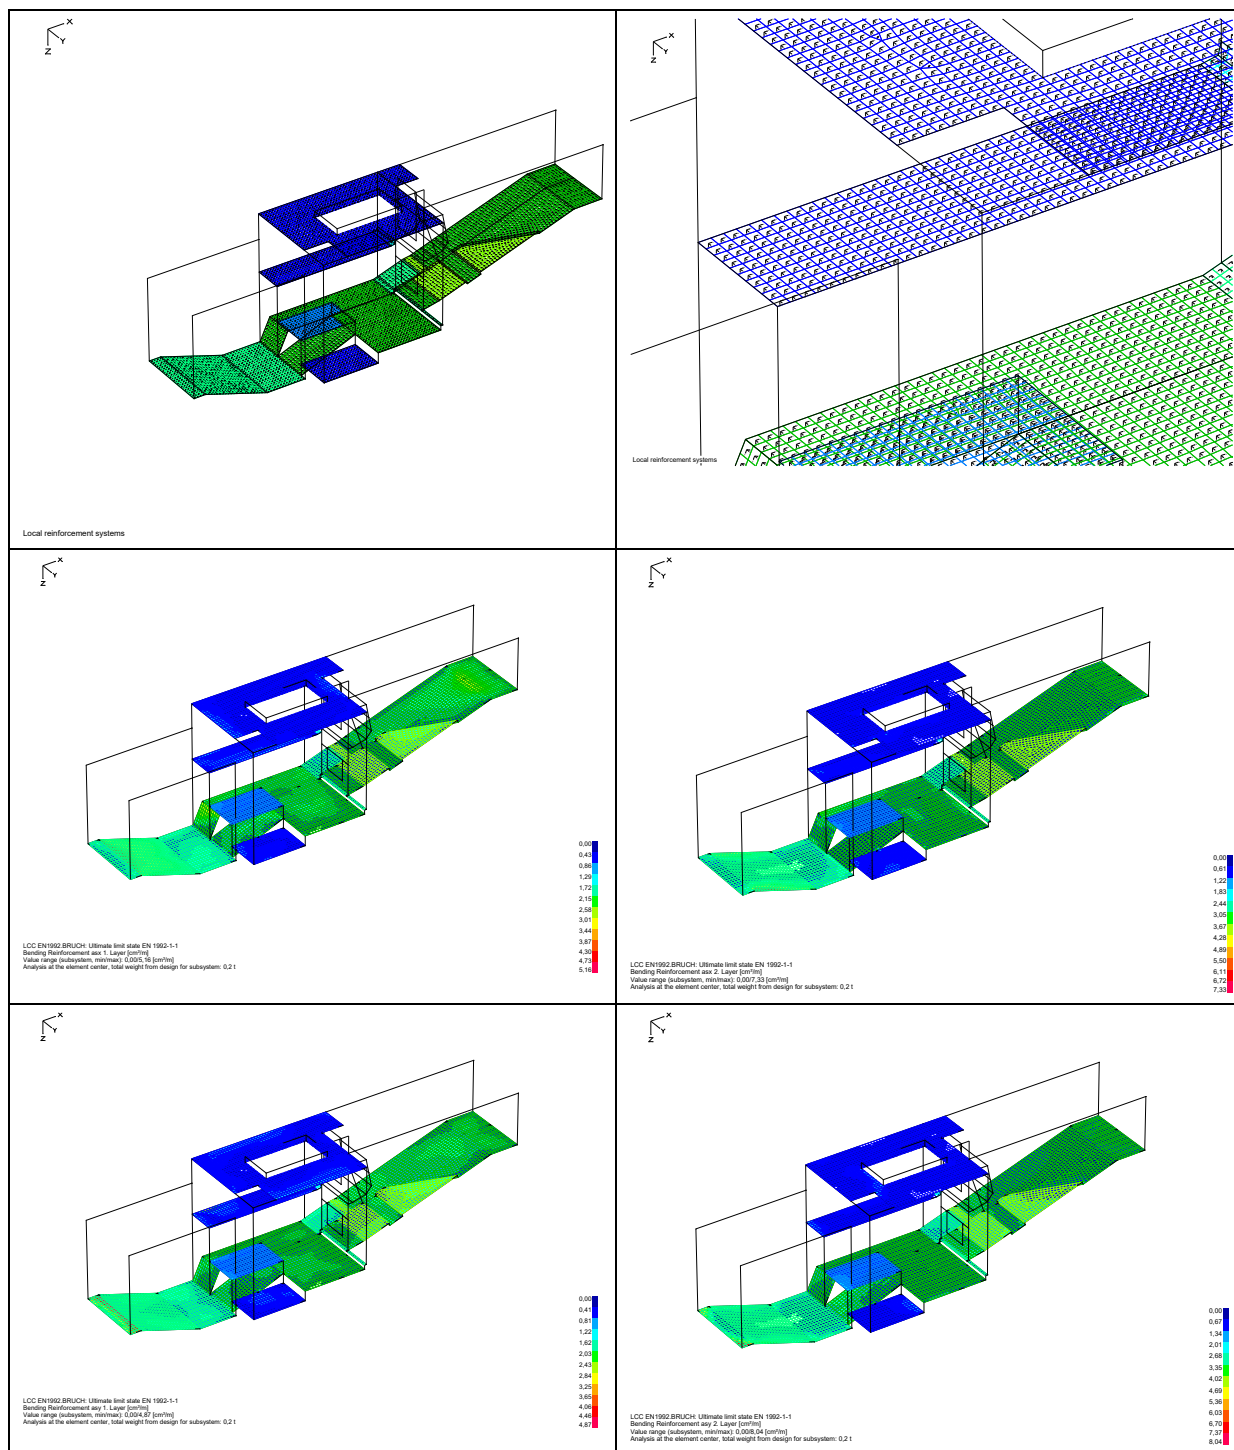 X
Y
Z
Local reinforcement systems
X
Y
Z
Local reinforcement systems
X
Y
Z
0,00
0,43
0,86
1,29
1,72
2,15
2,58
3,01
3,44
3,87
4,30
4,73
5,16
LCC EN1992.BRUCH: Ultimate limit state EN 1992-1-1
Bending Reinforcement asx 1. Layer [cm²/m]
Value range (subsystem, min/max): 0,00/5,16 [cm²/m]
Analysis at the element center, total weight from design for subsystem: 0,2 t
X
Y
Z
0,00
0,61
1,22
1,83
2,44
3,05
3,67
4,28
4,89
5,50
6,11
6,72
7,33
LCC EN1992.BRUCH: Ultimate limit state EN 1992-1-1
Bending Reinforcement asx 2. Layer [cm²/m]
Value range (subsystem, min/max): 0,00/7,33 [cm²/m]
Analysis at the element center, total weight from design for subsystem: 0,2 t
X
Y
Z
0,00
0,41
0,81
1,22
1,62
2,03
2,43
2,84
3,25
3,65
4,06
4,46
4,87
LCC EN1992.BRUCH: Ultimate limit state EN 1992-1-1
Bending Reinforcement asy 1. Layer [cm²/m]
Value range (subsystem, min/max): 0,00/4,87 [cm²/m]
Analysis at the element center, total weight from design for subsystem: 0,2 t
X
Y
Z
0,00
0,67
1,34
2,01
2,68
3,35
4,02
4,69
5,36
6,03
6,70
7,37
8,04
LCC EN1992.BRUCH: Ultimate limit state EN 1992-1-1
Bending Reinforcement asy 2. Layer [cm²/m]
Value range (subsystem, min/max): 0,00/8,04 [cm²/m]
Analysis at the element center, total weight from design for subsystem: 0,2 t